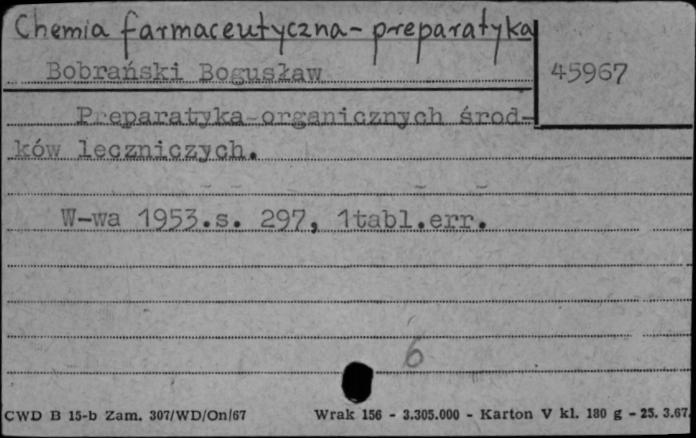 Chemia farmaceutyczna - preparatyka
Bobrański Bogusław
45967
Preparatyka organicznych środ-
ków leczniczych.
W-wa 1953.s. 297, 1tabl.err.
6
CWD B 15-b Zam. 307/WD/On/67 Wrak 156 - 3.305.000 - Karton V kl. 180 g - 25. 3.67.